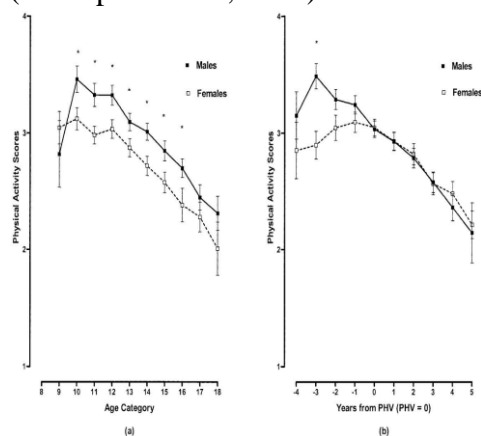 4
3
2
1
Physical Activity Scores
* * * * * * *
Males
Females
8 9 10 11 12 13 14 15 16 17 18
Age Category
(a)
4
3
2
1
Physical Activity Scores
*
Males
Females
-4 -3 -2 -1 0 1 2 3 4 5
Years from PHV (PHV = 0)
(b)